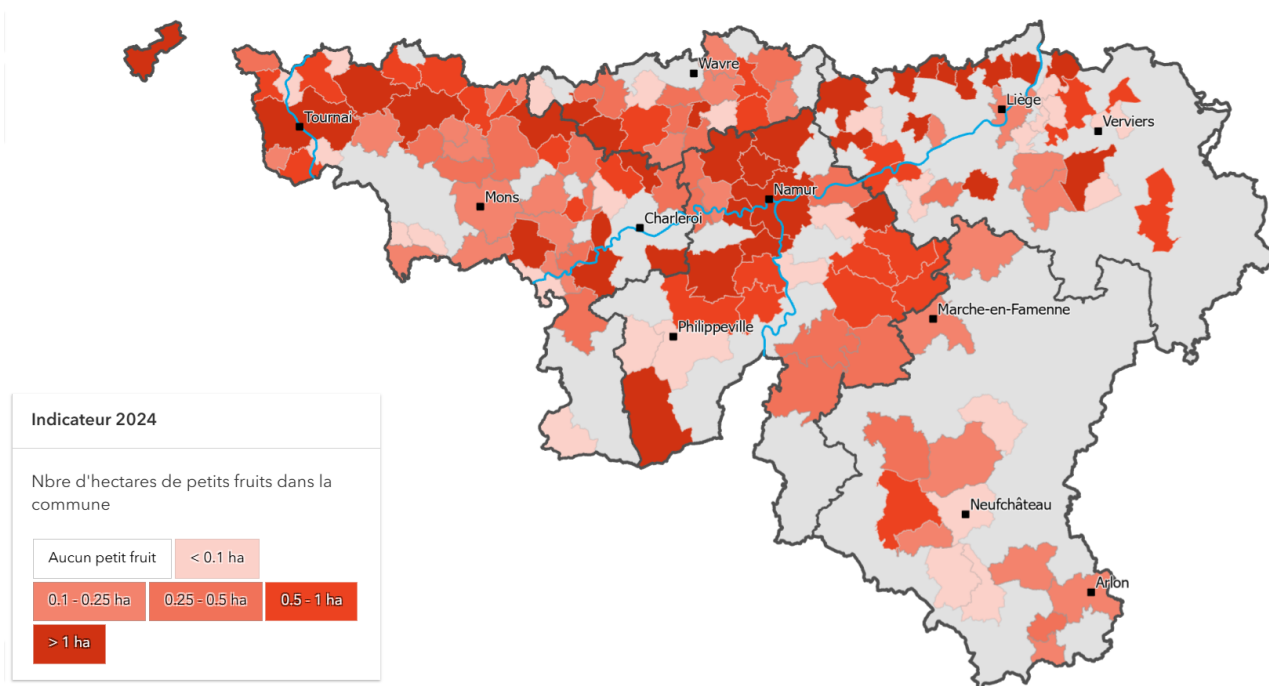 Wavre
Liège
Tournai
Verviers
Namur
Mons
Charleroi
Marche-en-Famenne
Philippeville
Neufchâteau
Arlon
Indicateur 2024
Nbre d'hectares de petits fruits dans la
commune
Aucun petit fruit
< 0.1 ha
0.1 - 0.25 ha
0.25 - 0.5 ha
0.5 - 1 ha
> 1 ha